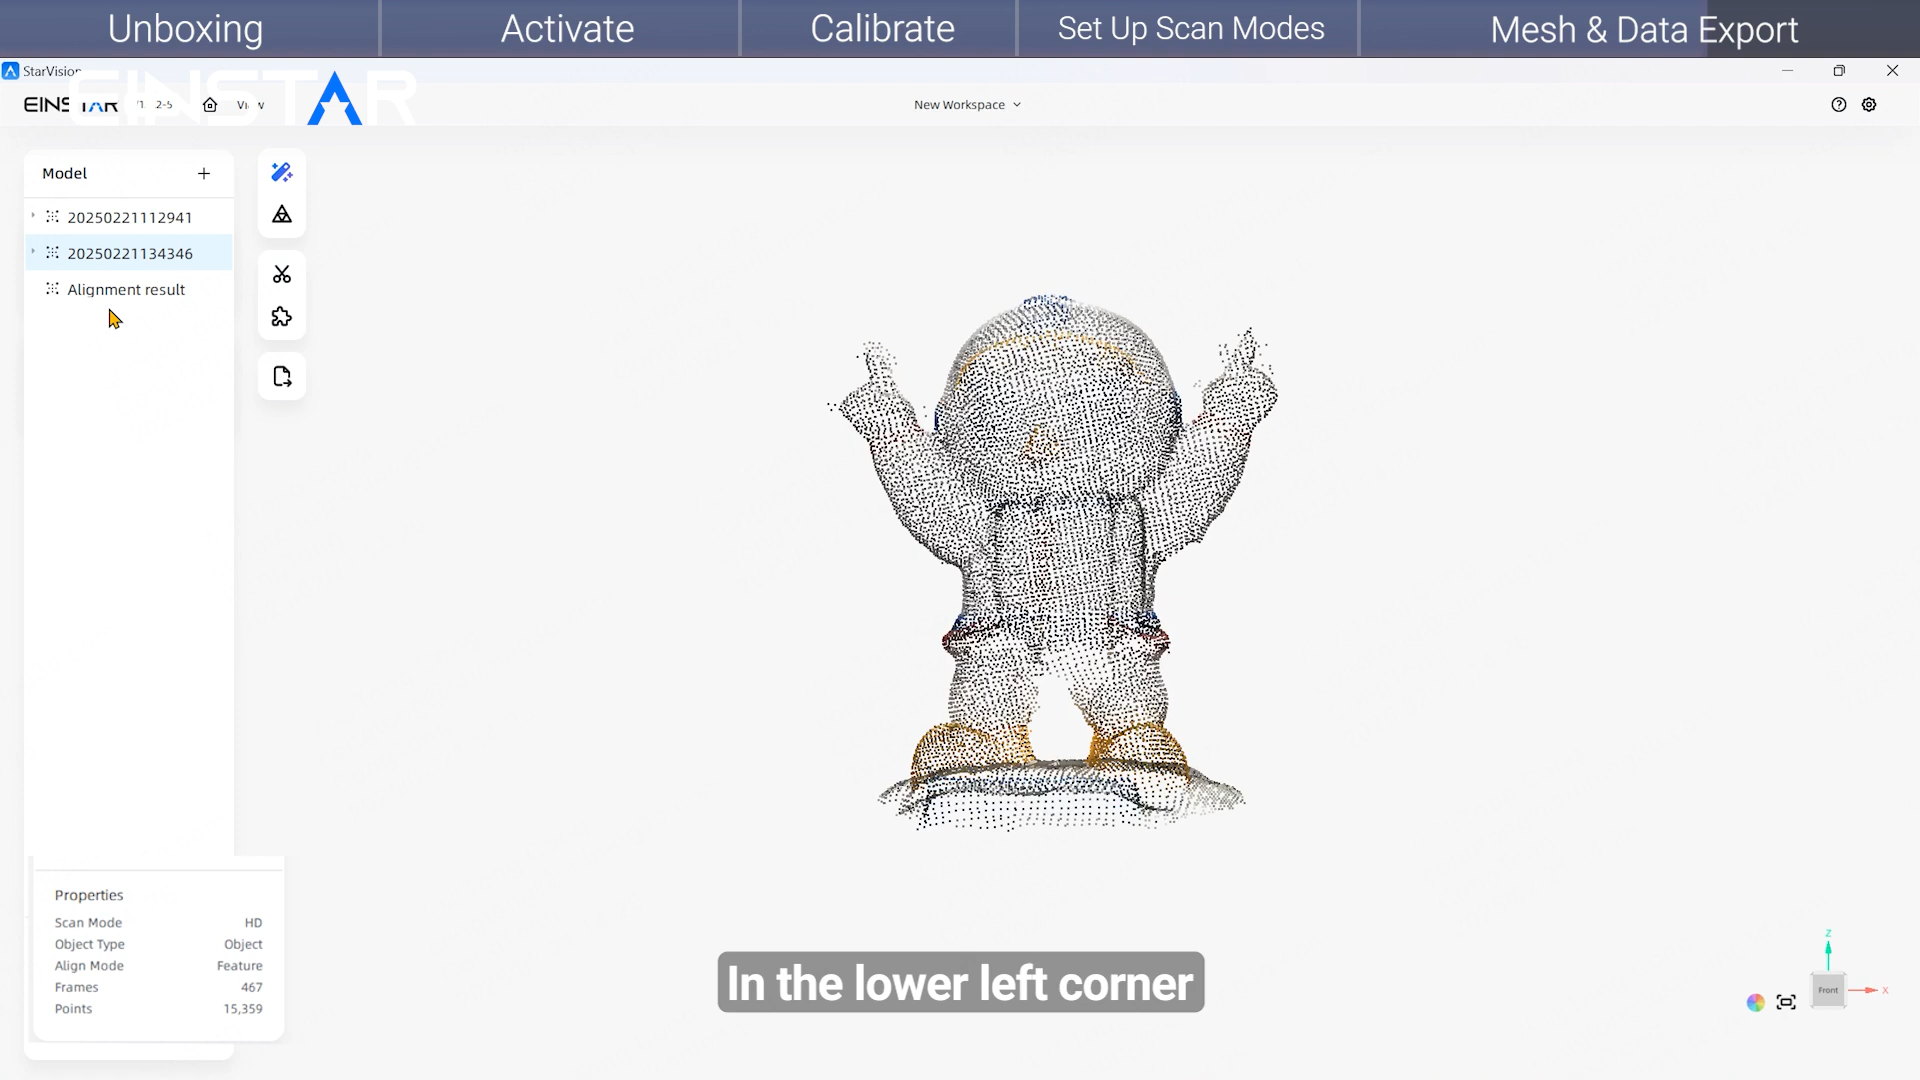 Unboxing
Activate
Calibrate
Set Up Scan Modes
Mesh & Data Export
StarVision
EINSTAR
New Workspace
Model
20250221112941
20250221134346
Alignment result
Properties
Scan Mode HD
Object Type Object
Align Mode Feature
Frames 467
Points 15,359
In the lower left corner
Z
Front
X